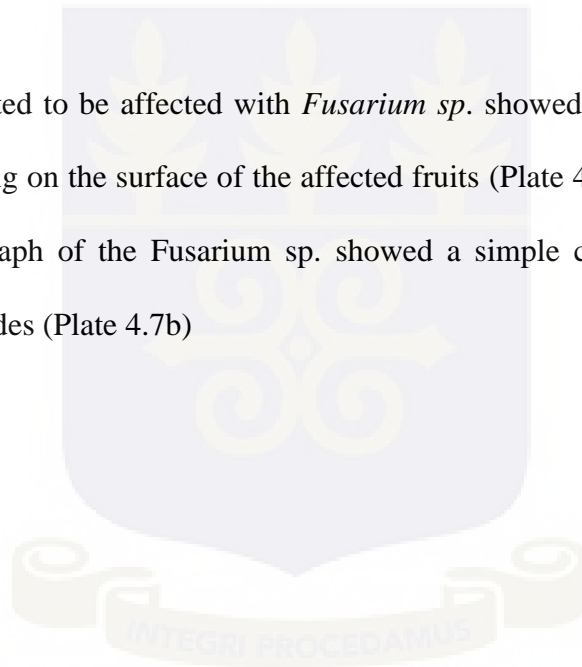 ted to be affected with Fusarium sp. showed
g on the surface of the affected fruits (Plate 4
aph of the Fusarium sp. showed a simple c
des (Plate 4.7b)
INTEGRI PROCEDAMUS